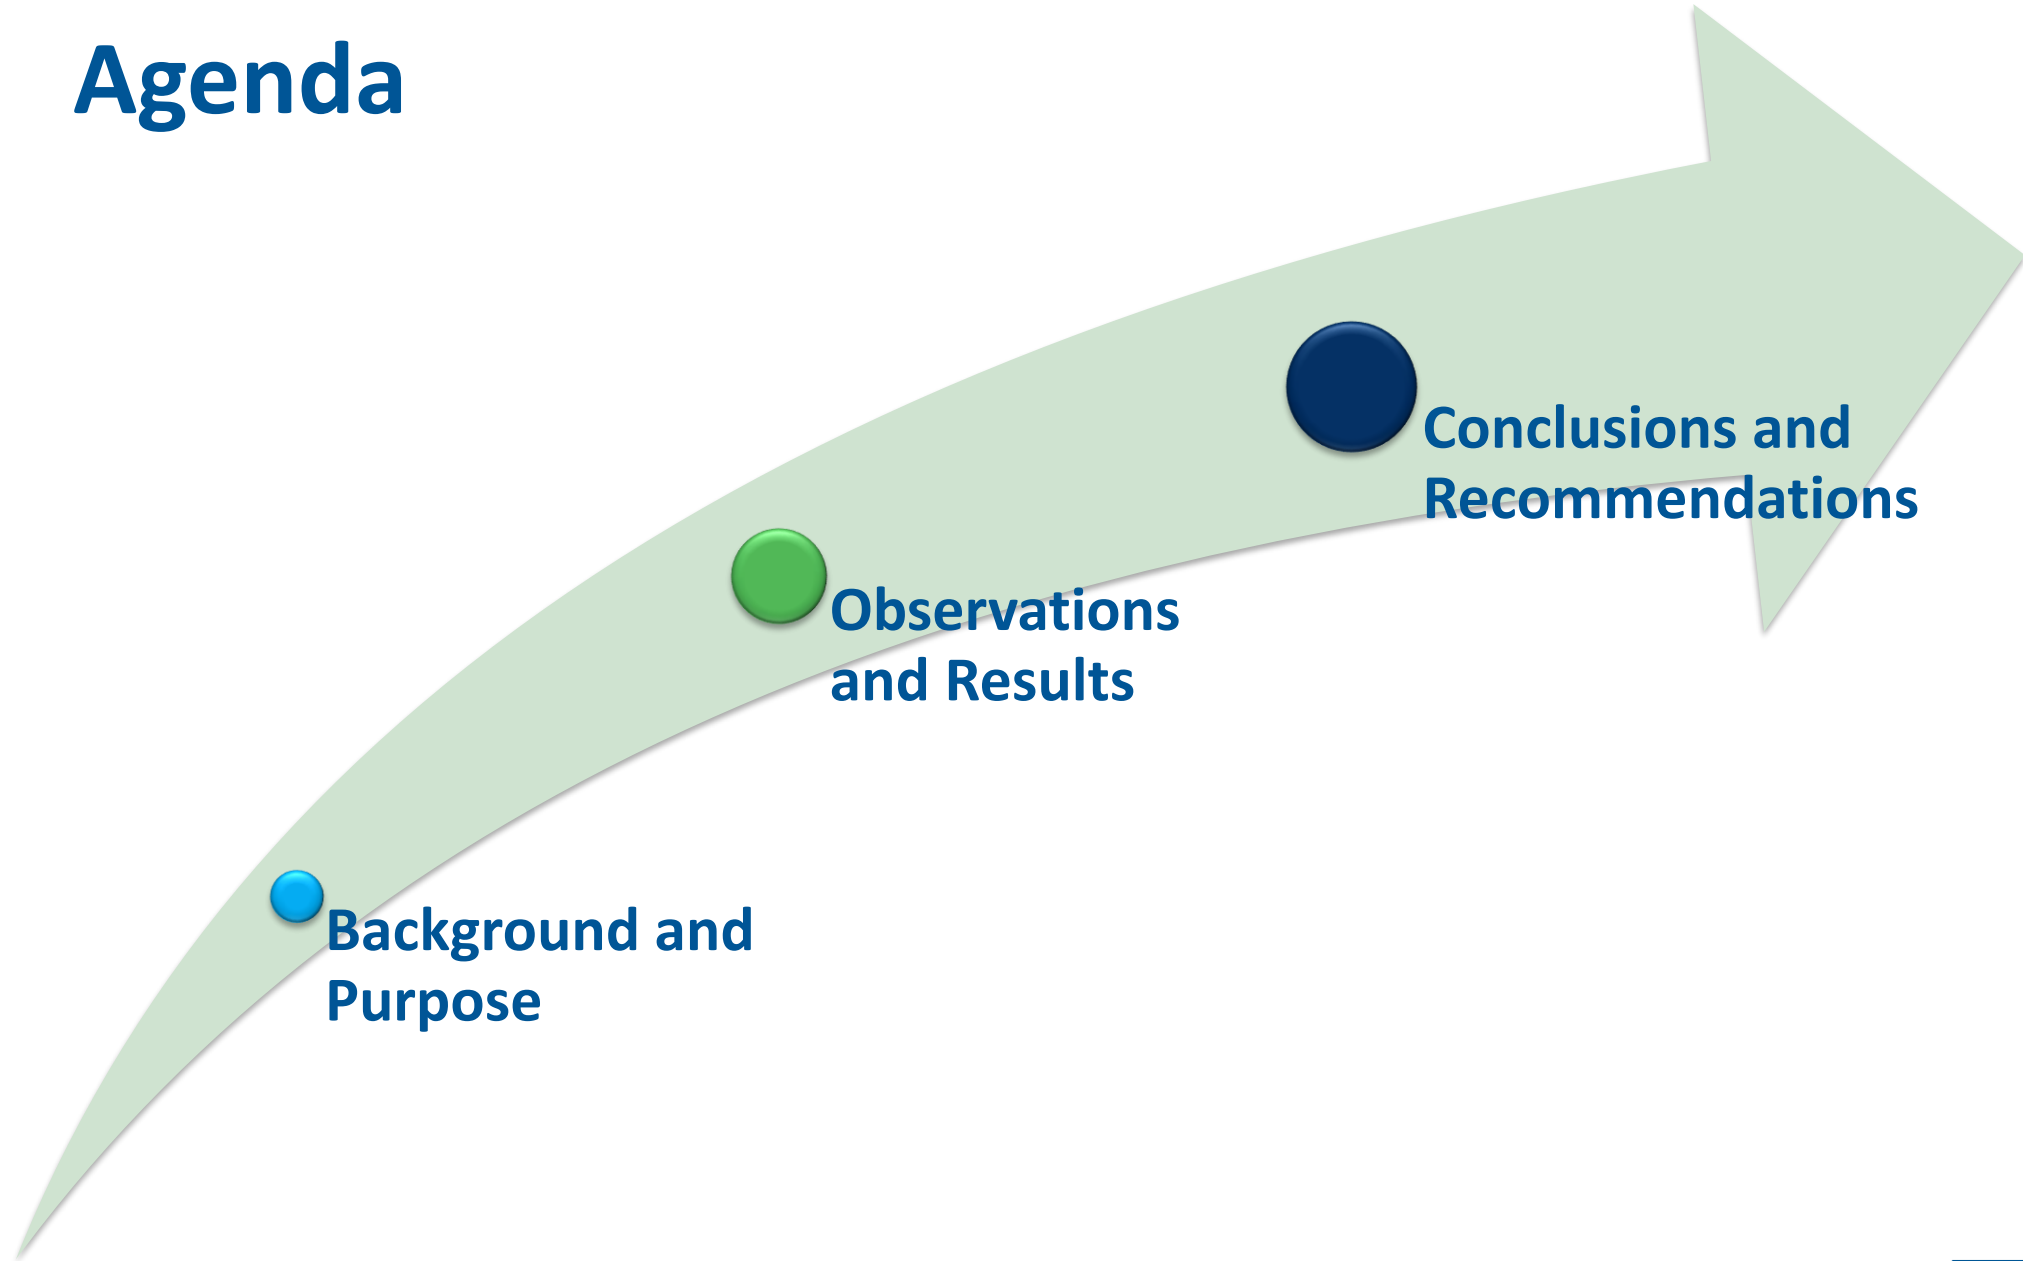 Agenda
Background and
Purpose
Observations
and Results
Conclusions and
Recommendations